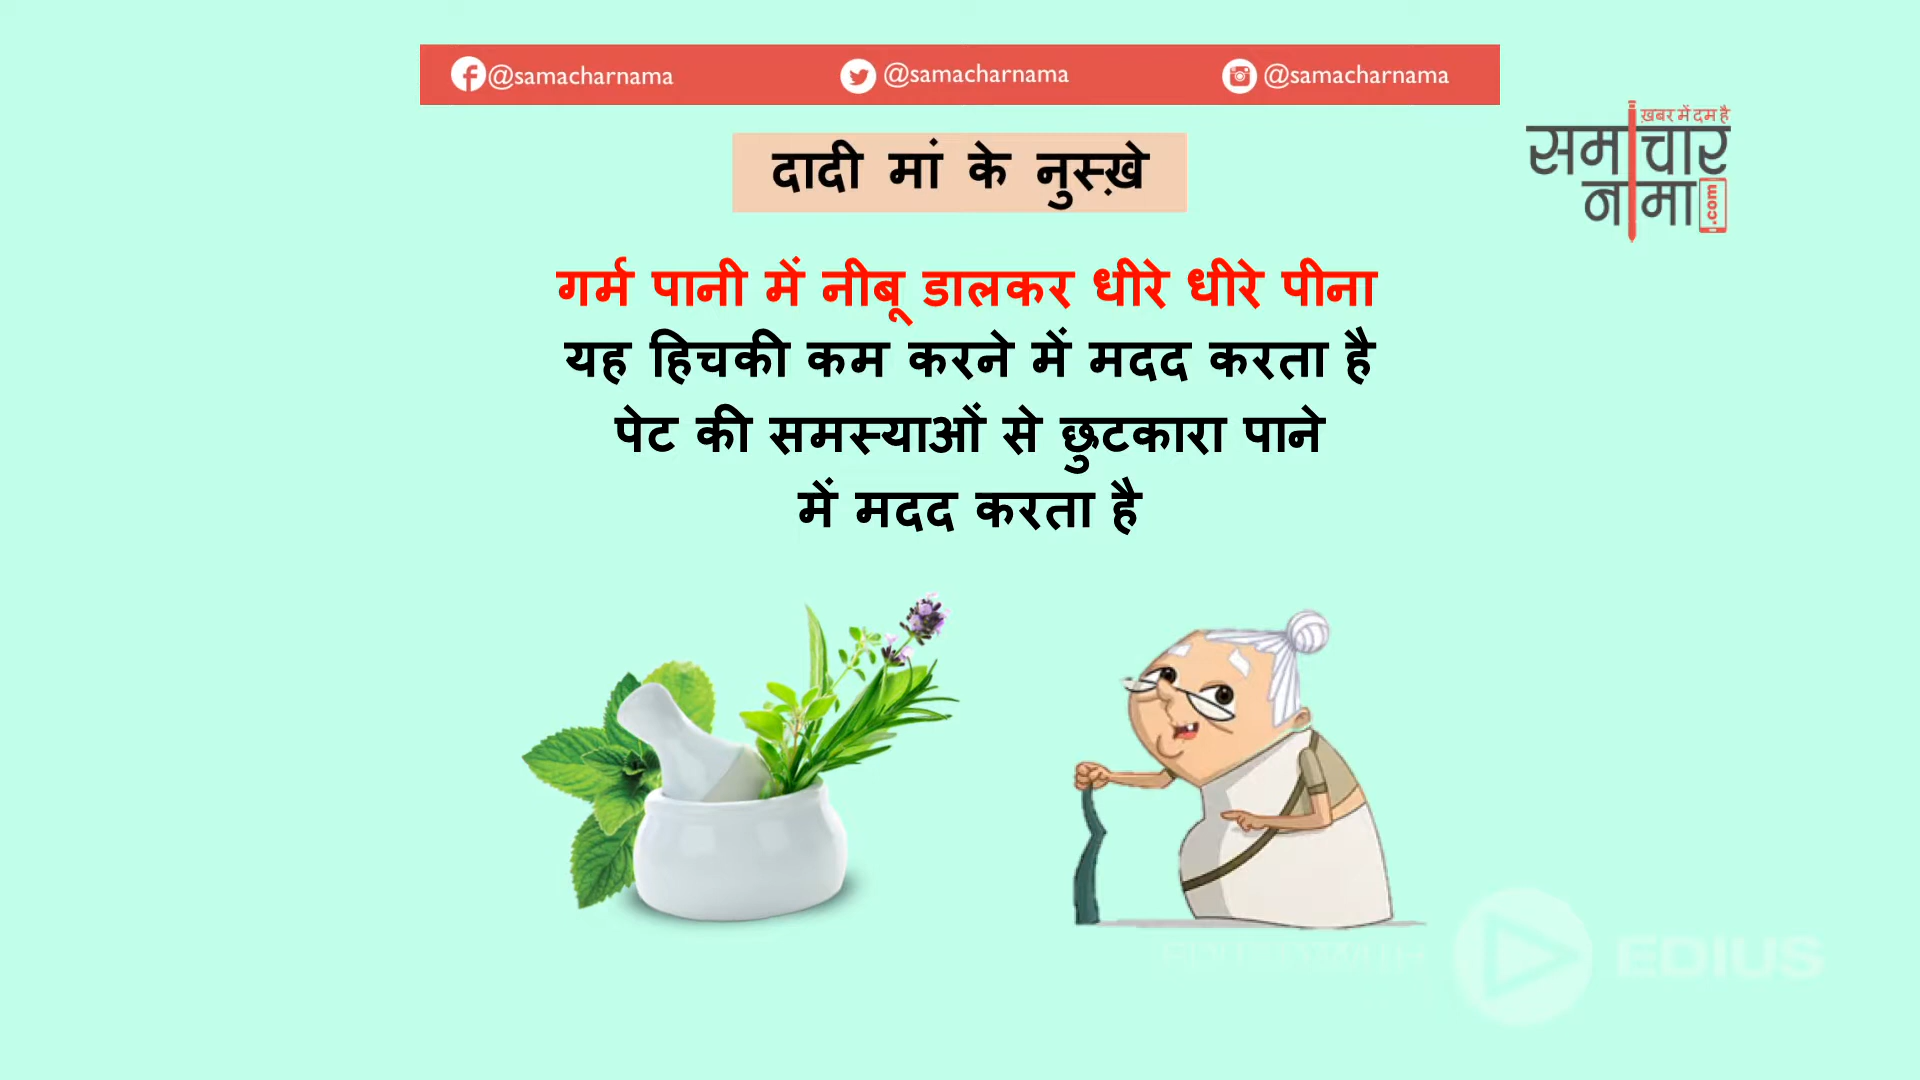 @samacharnama @samacharnama @samacharnama
ख़बर में दम है
समाचार
नामा
.com
दादी मां के नुस्ख़े
गर्म पानी में नीबू डालकर धीरे धीरे पीना
यह हिचकी कम करने में मदद करता है
पेट की समस्याओं से छुटकारा पाने
में मदद करता है
EDIUS